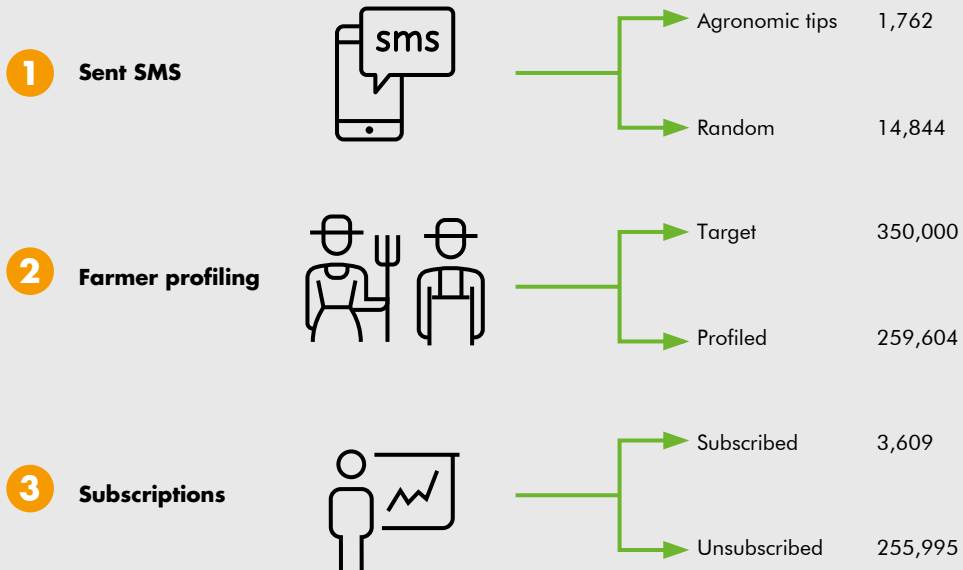 sms
Agronomic tips 1,762
1 Sent SMS
Random 14,844
Target 350,000
2 Farmer profiling
Profiled 259,604
Subscribed 3,609
3 Subscriptions
Unsubscribed 255,995